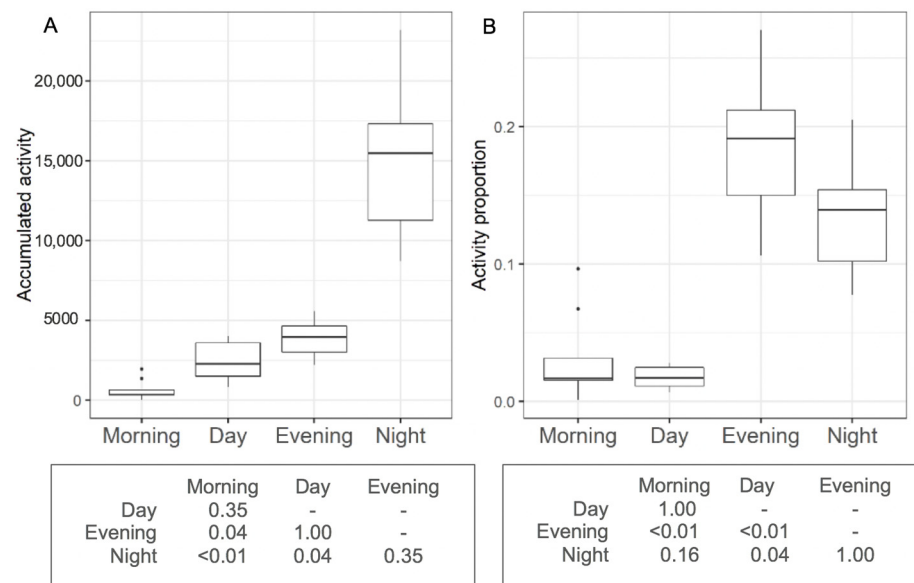 A
Accumulated activity
20,000
15,000
10,000
5000
0
Morning Day Evening Night
Morning Day Evening
Day 0.35 - -
Evening 0.04 1.00 -
Night <0.01 0.04 0.35
B
Activity proportion
0.2
0.1
0.0
Morning Day Evening Night
Morning Day Evening
Day 1.00 - -
Evening <0.01 <0.01 -
Night 0.16 0.04 1.00